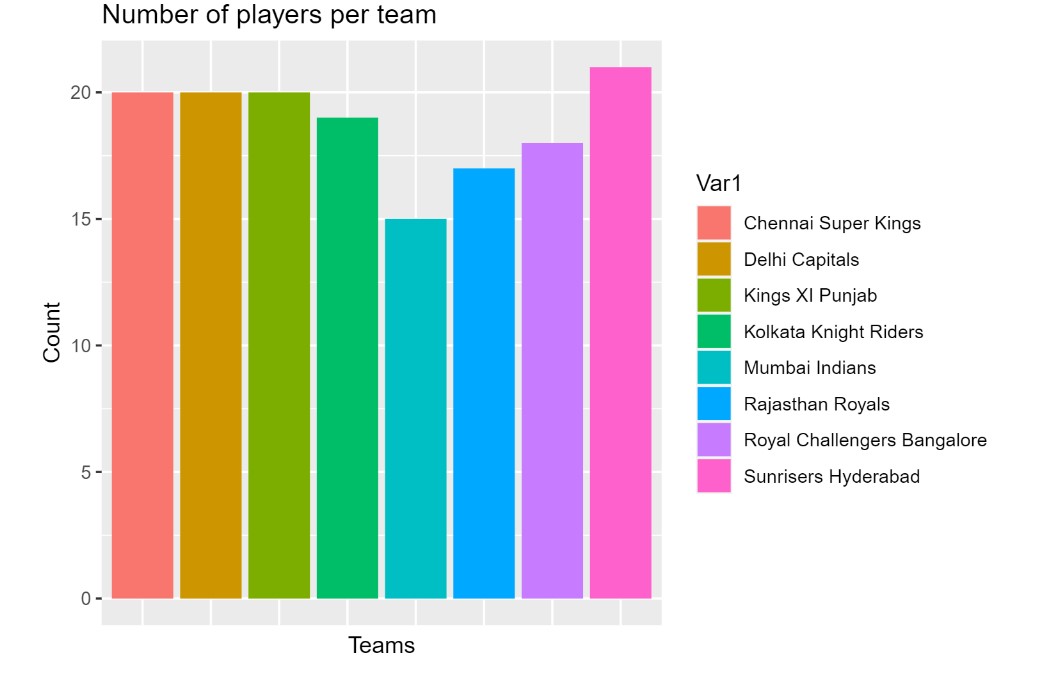 Number of players per team
Count
20
15
10
5
0
Teams
Var1
Chennai Super Kings
Delhi Capitals
Kings XI Punjab
Kolkata Knight Riders
Mumbai Indians
Rajasthan Royals
Royal Challengers Bangalore
Sunrisers Hyderabad